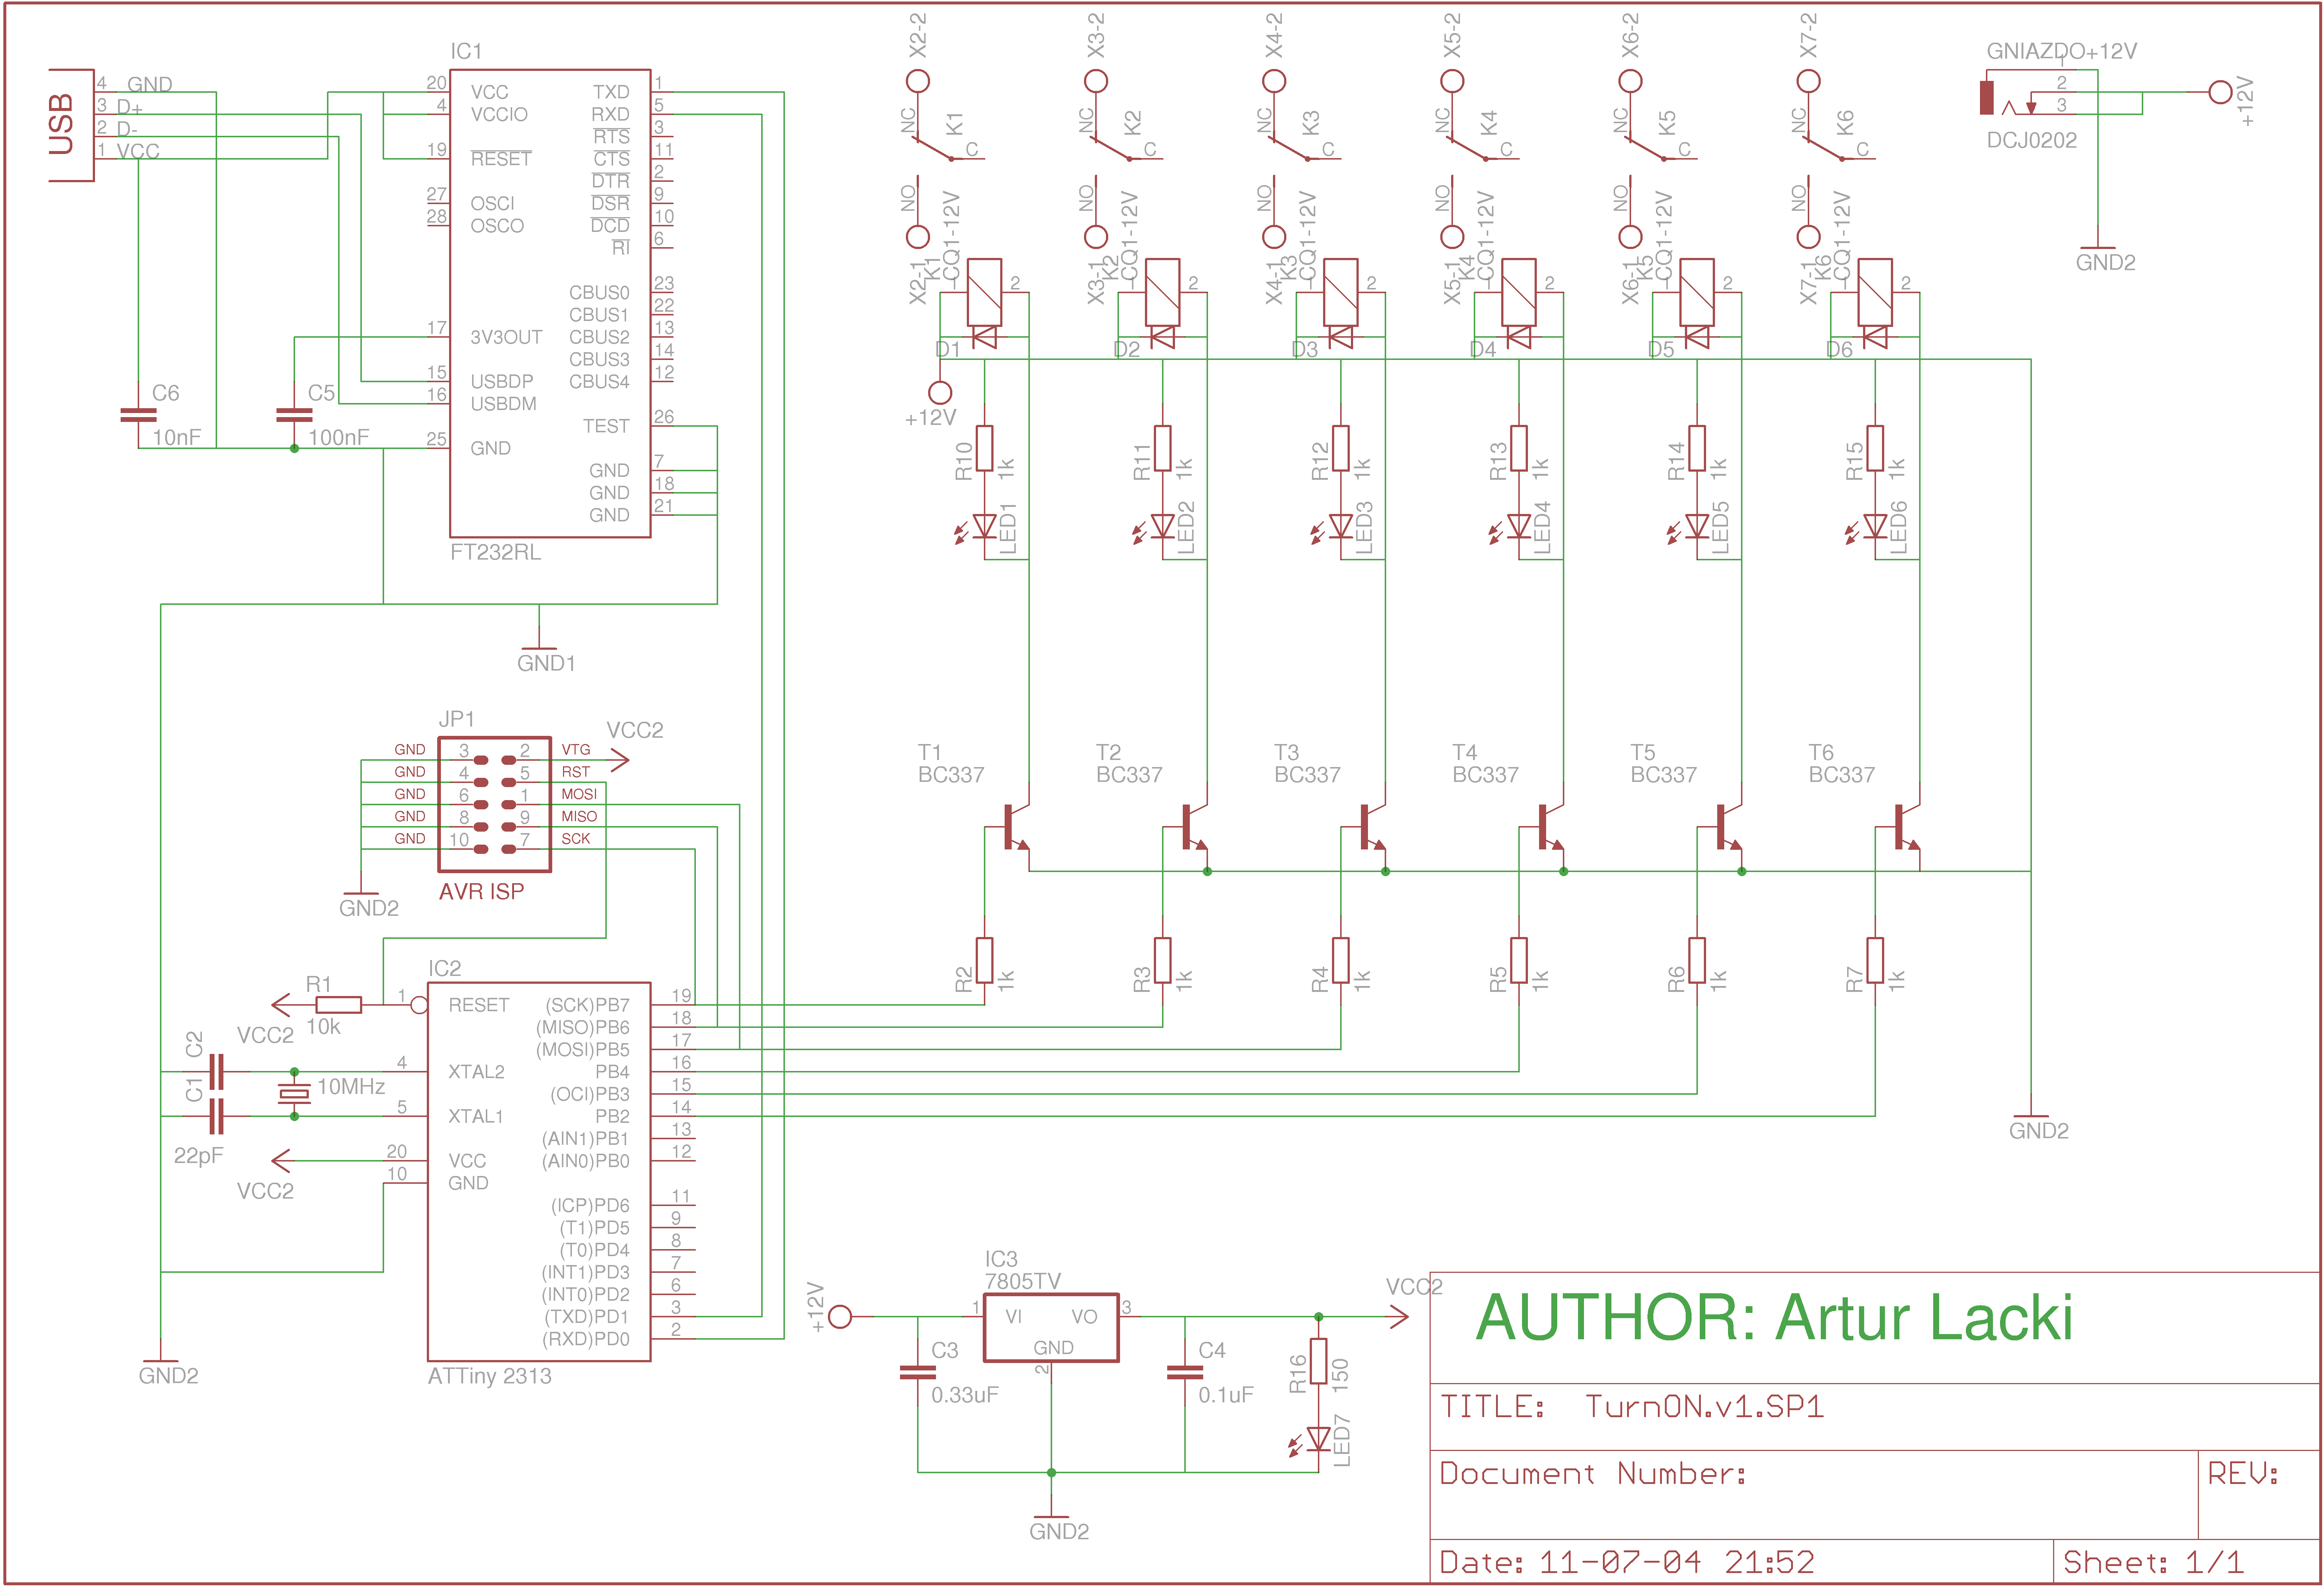 USB
4 GND
3 D+
2 D-
1 VCC
C6
10nF
C5
100nF
IC1
20 VCC
4 VCCIO
19 RESET
27 OSCI
28 OSCO
17 3V3OUT
15 USBDP
16 USBDM
25 GND
TXD 1
RXD 5
RTS 3
CTS 11
DTR 2
DSR 9
DCD 10
RI 6
CBUS0 23
CBUS1 22
CBUS2 13
CBUS3 14
CBUS4 12
TEST 26
GND 7
GND 18
GND 21
FT232RL
GND1
X2-2
NC
K1
C
NO
X2-1
K1
CQ1-12V
2
D1
X3-2
NC
K2
C
NO
X3-1
K2
CQ1-12V
2
D2
X4-2
NC
K3
C
NO
X4-1
K3
CQ1-12V
2
D3
X5-2
NC
K4
C
NO
X5-1
K4
CQ1-12V
2
D4
X6-2
NC
K5
C
NO
X6-1
K5
CQ1-12V
2
D5
X7-2
NC
K6
C
NO
X7-1
K6
CQ1-12V
2
D6
GNIAZDO+12V
1
2
3
DCJ0202
+12V
GND2
+12V
R10 1k
LED1
R11 1k
LED2
R12 1k
LED3
R13 1k
LED4
R14 1k
LED5
R15 1k
LED6
T1
BC337
T2
BC337
T3
BC337
T4
BC337
T5
BC337
T6
BC337
R2 1k
R3 1k
R4 1k
R5 1k
R6 1k
R7 1k
GND2
JP1
VCC2
GND 3 2 VTG
GND 4 5 RST
GND 6 1 MOSI
GND 8 9 MISO
GND 10 7 SCK
AVR ISP
GND2
R1
10k
VCC2
C2
C1
22pF
10MHz
VCC2
GND2
IC2
1 RESET
4 XTAL2
5 XTAL1
20 VCC
10 GND
(SCK)PB7 19
(MISO)PB6 18
(MOSI)PB5 17
PB4 16
(OCI)PB3 15
PB2 14
(AIN1)PB1 13
(AIN0)PB0 12
(ICP)PD6 11
(T1)PD5 9
(T0)PD4 8
(INT1)PD3 7
(INT0)PD2 6
(TXD)PD1 3
(RXD)PD0 2
ATTiny 2313
IC3
7805TV
+12V
1 VI VO 3
GND
2
C3
0.33uF
C4
0.1uF
R16 150
LED7
VCC2
GND2
AUTHOR: Artur Lacki
TITLE: TurnON.v1.SP1
Document Number:
REV:
Date: 11-07-04 21:52
Sheet: 1/1